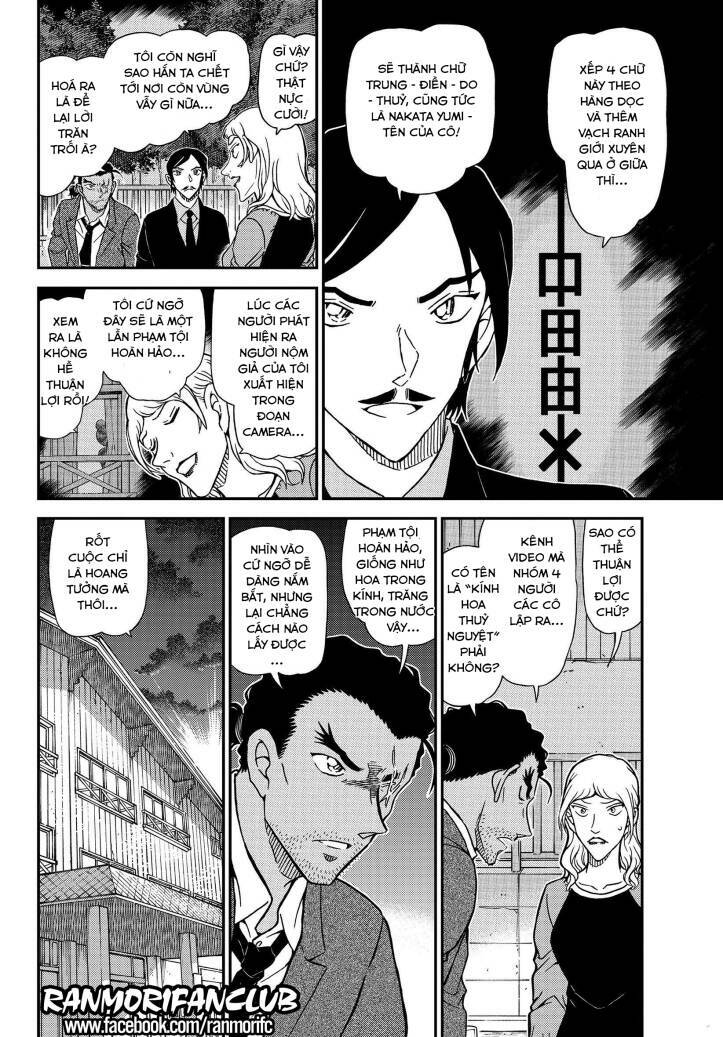 XẾP 4 CHỮ
NÀY THEO
HÀNG DỌC
VÀ THÊM
VẠCH RANH
GIỚI XUYÊN
QUA Ở GIỮA
THÌ...
SẼ THÀNH CHỮ
TRUNG - ĐIỀN - DO
- THUỶ, CŨNG TỨC
LÀ NAKATA YUMI -
TÊN CỦA CÔ!
中
田
由
水
GÌ VẬY
CHỨ?
THẬT
NỰC
CƯỜI!
TÔI CÒN NGHĨ
SAO HẮN TA CHẾT
TỚI NƠI CÒN VÙNG
VẪY GÌ NỮA...
HOÁ RA
LÀ ĐỂ
LẠI LỜI
TRĂN
TRỐI À?
LÚC CÁC
NGƯỜI PHÁT
HIỆN RA
NGƯỜI NỘM
GIẢ CỦA TÔI
XUẤT HIỆN
TRONG
ĐOẠN
CAMERA...
TÔI CỨ NGỠ
ĐÂY SẼ LÀ MỘT
LẦN PHẠM TỘI
HOÀN HẢO...
XEM
RA LÀ
KHÔNG
HỀ
THUẬN
LỢI RỒI!
SAO CÓ
THỂ
THUẬN
LỢI
ĐƯỢC
CHỨ?
KÊNH
VIDEO MÀ
NHÓM 4
NGƯỜI
CÁC CÔ
LẬP RA...
CÓ TÊN
LÀ “KÍNH
HOA
THUỶ
NGUYỆT”
PHẢI
KHÔNG?
PHẠM TỘI
HOÀN HẢO,
GIỐNG NHƯ
HOA TRONG
KÍNH, TRĂNG
TRONG NƯỚC
VẬY...
NHÌN VÀO
CỨ NGỠ DỄ
DÀNG NẮM
BẮT, NHƯNG
LẠI CHẲNG
CÁCH NÀO
LẤY ĐƯỢC
...
RỐT
CUỘC CHỈ
LÀ HOANG
TƯỞNG MÀ
THÔI...
RANMORIFANCLUB
www.facebook.com/ranmorifc